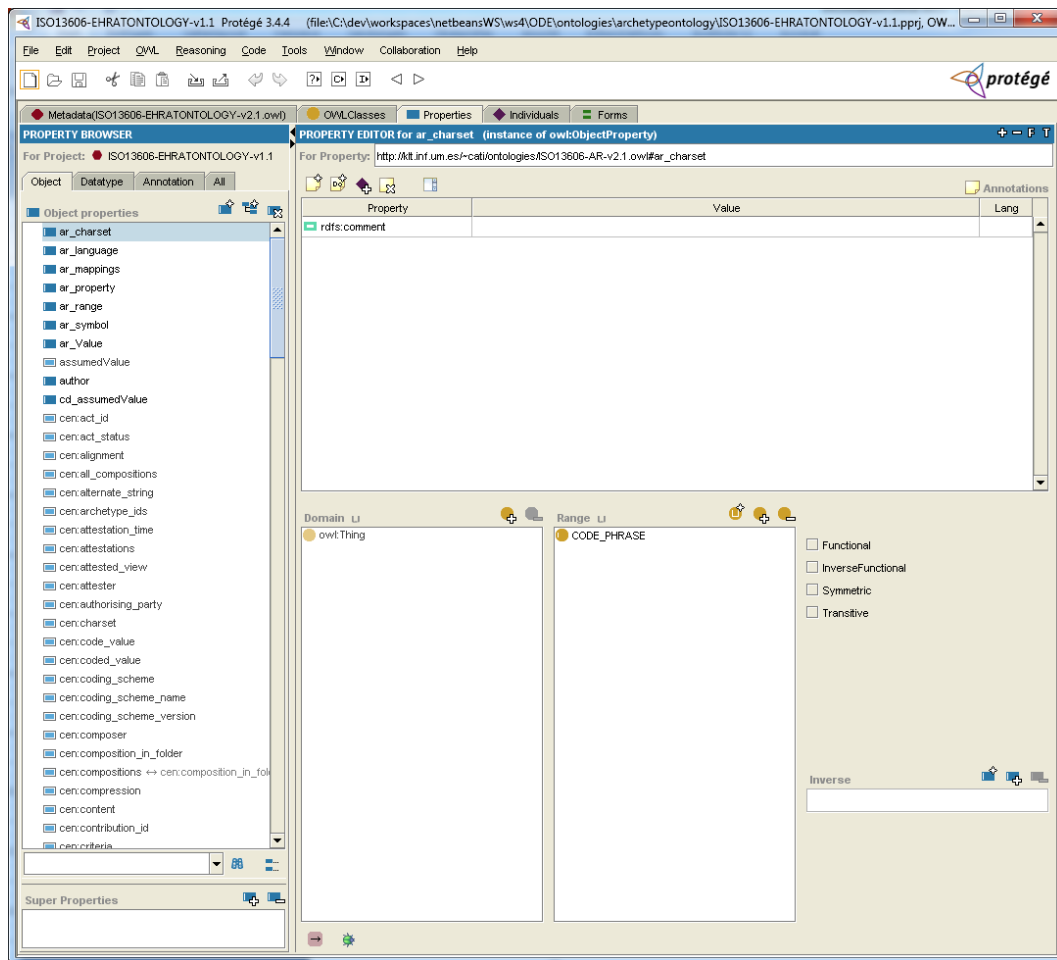 ISO13606-EHRATONTOLOGY-v1.1 Protégé 3.4.4 (file:\C:\dev\workspaces\netbeansWS\ws4\ODE\ontologies\archetypeontology\ISO13606-EHRATONTOLOGY-v1.1.pprj, OW...
File Edit Project OWL Reasoning Code Tools Window Collaboration Help
protégé
Metadata(ISO13606-EHRATONTOLOGY-v2.1.owl) OWLClasses Properties Individuals Forms
PROPERTY BROWSER
PROPERTY EDITOR for ar_charset (instance of owl:ObjectProperty)
F T
For Project: ISO13606-EHRATONTOLOGY-v1.1
For Property: http://klt.inf.um.es/~cati/ontologies/ISO13606-AR-v2.1.owl#ar_charset
Object Datatype Annotation All
Annotations
Object properties
Property Value Lang
rdfs:comment
ar_charset
ar_language
ar_mappings
ar_property
ar_range
ar_symbol
ar_Value
assumedValue
author
cd_assumedValue
cen:act_id
cen:act_status
cen:alignment
cen:all_compositions
cen:alternate_string
cen:archetype_ids
cen:attestation_time
cen:attestations
cen:attested_view
cen:attester
cen:authorising_party
cen:charset
cen:code_value
cen:coded_value
cen:coding_scheme
cen:coding_scheme_name
cen:coding_scheme_version
cen:composer
cen:composition_in_folder
cen:compositions ↔ cen:composition_in_fol
cen:compression
cen:content
cen:contribution_id
cen:criteria
Super Properties
Domain ⊔
owl:Thing
Range ⊔
CODE_PHRASE
Functional
InverseFunctional
Symmetric
Transitive
Inverse